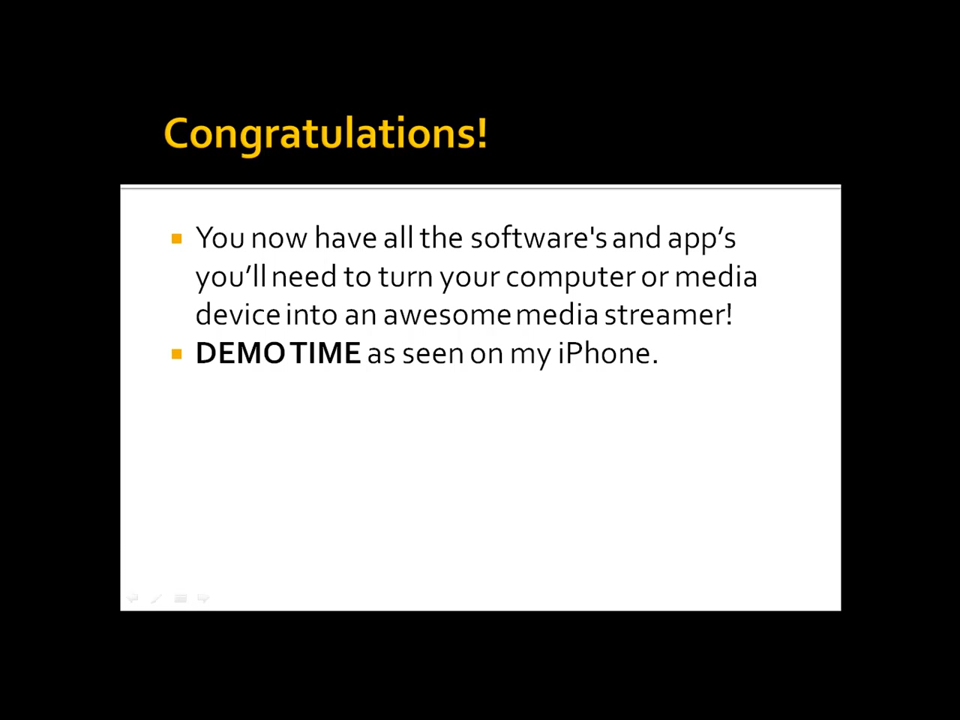 Congratulations!
▪ You now have all the software's and app’s
you’ll need to turn your computer or media
device into an awesome media streamer!
▪ DEMO TIME as seen on my iPhone.